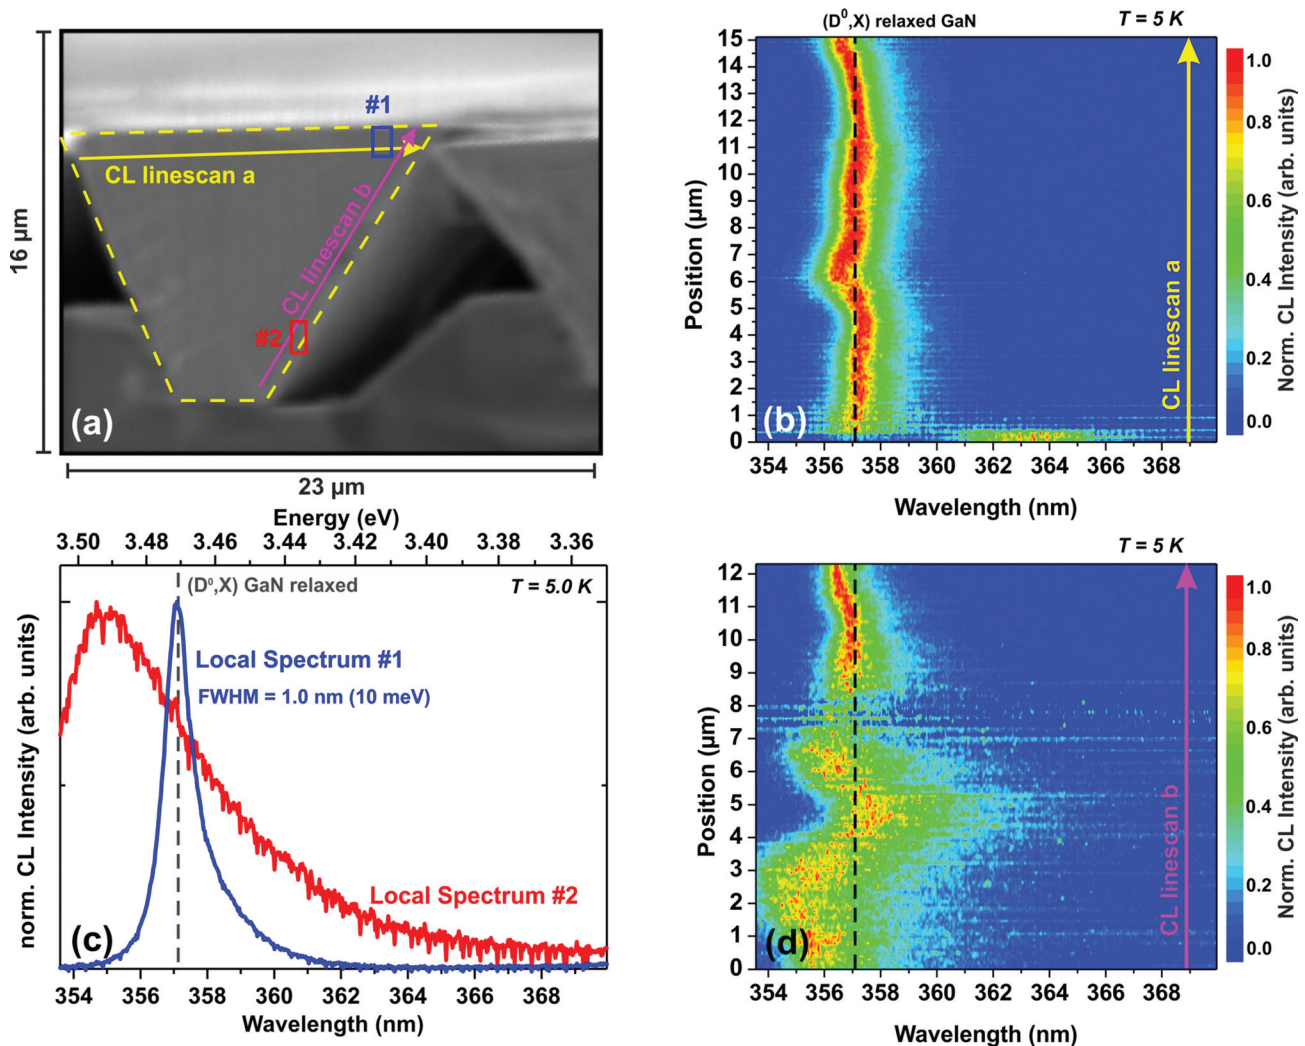 16 µm
#1
CL linescan a
CL linescan b
#2
(a)
23 µm
(D⁰,X) relaxed GaN
T = 5 K
15
14
13
12
11
10
9
8
7
6
5
4
3
2
1
0
Position (µm)
(b)
CL linescan a
354 356 358 360 362 364 366 368
Wavelength (nm)
1.0
0.8
0.6
0.4
0.2
0.0
Norm. CL Intensity (arb. units)
Energy (eV)
3.50 3.48 3.46 3.44 3.42 3.40 3.38 3.36
(D⁰,X) GaN relaxed
T = 5.0 K
Local Spectrum #1
FWHM = 1.0 nm (10 meV)
Local Spectrum #2
norm. CL Intensity (arb. units)
(c)
354 356 358 360 362 364 366 368
Wavelength (nm)
T = 5 K
12
11
10
9
8
7
6
5
4
3
2
1
0
Position (µm)
(d)
CL linescan b
354 356 358 360 362 364 366 368
Wavelength (nm)
1.0
0.8
0.6
0.4
0.2
0.0
Norm. CL Intensity (arb. units)